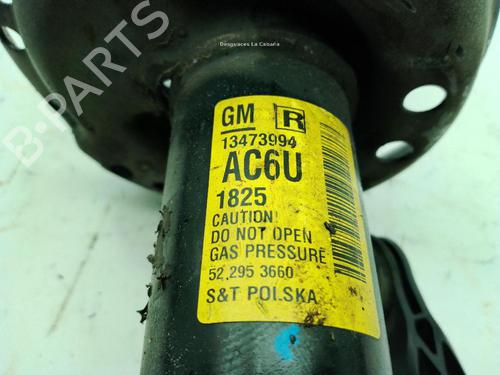 Desguaces La Cabaña
B-PARTS
GM R
13473994
AC6U
1825
CAUTION
DO NOT OPEN
GAS PRESSURE
52.295 3660
S&T POLSKA